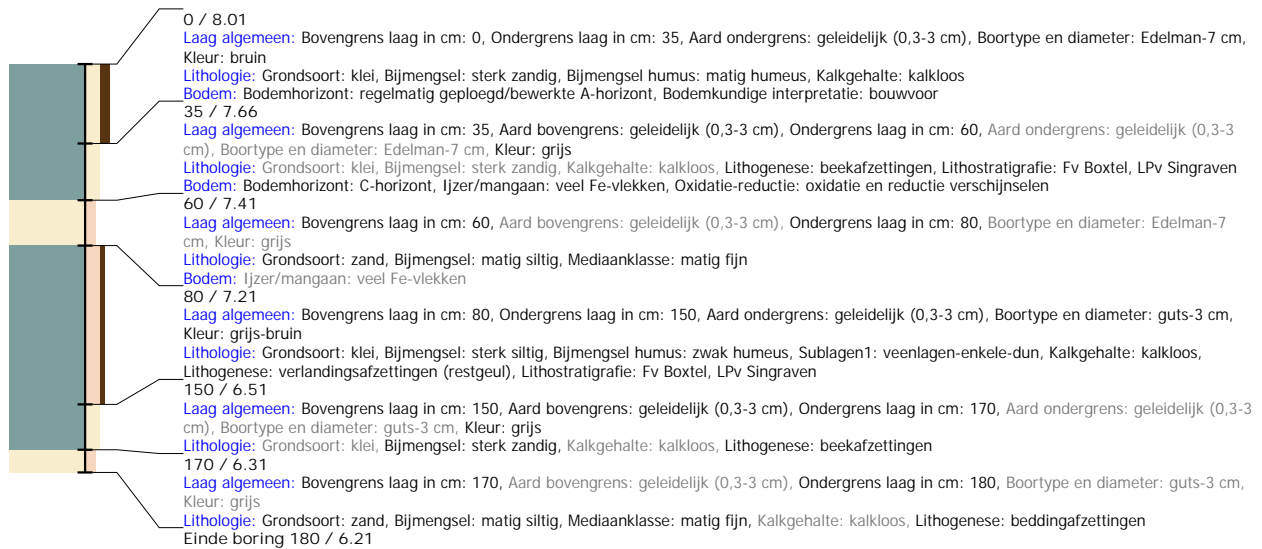 0 / 8.01
Laag algemeen: Bovengrens laag in cm: 0, Ondergrens laag in cm: 35, Aard ondergrens: geleidelijk (0,3-3 cm), Boortype en diameter: Edelman-7 cm,
Kleur: bruin
Lithologie: Grondsoort: klei, Bijmengsel: sterk zandig, Bijmengsel humus: matig humeus, Kalkgehalte: kalkloos
Bodem: Bodemhorizont: regelmatig geploegd/bewerkte A-horizont, Bodemkundige interpretatie: bouwvoor
35 / 7.66
Laag algemeen: Bovengrens laag in cm: 35, Aard bovengrens: geleidelijk (0,3-3 cm), Ondergrens laag in cm: 60, Aard ondergrens: geleidelijk (0,3-3
cm), Boortype en diameter: Edelman-7 cm, Kleur: grijs
Lithologie: Grondsoort: klei, Bijmengsel: sterk zandig, Kalkgehalte: kalkloos, Lithogenese: beekafzettingen, Lithostratigrafie: Fv Boxtel, LPv Singraven
Bodem: Bodemhorizont: C-horizont, Ijzer/mangaan: veel Fe-vlekken, Oxidatie-reductie: oxidatie en reductie verschijnselen
60 / 7.41
Laag algemeen: Bovengrens laag in cm: 60, Aard bovengrens: geleidelijk (0,3-3 cm), Ondergrens laag in cm: 80, Boortype en diameter: Edelman-7
cm, Kleur: grijs
Lithologie: Grondsoort: zand, Bijmengsel: matig siltig, Mediaanklasse: matig fijn
Bodem: Ijzer/mangaan: veel Fe-vlekken
80 / 7.21
Laag algemeen: Bovengrens laag in cm: 80, Ondergrens laag in cm: 150, Aard ondergrens: geleidelijk (0,3-3 cm), Boortype en diameter: guts-3 cm,
Kleur: grijs-bruin
Lithologie: Grondsoort: klei, Bijmengsel: sterk siltig, Bijmengsel humus: zwak humeus, Sublagen1: veenlagen-enkele-dun, Kalkgehalte: kalkloos,
Lithogenese: verlandingsafzettingen (restgeul), Lithostratigrafie: Fv Boxtel, LPv Singraven
150 / 6.51
Laag algemeen: Bovengrens laag in cm: 150, Aard bovengrens: geleidelijk (0,3-3 cm), Ondergrens laag in cm: 170, Aard ondergrens: geleidelijk (0,3-3
cm), Boortype en diameter: guts-3 cm, Kleur: grijs
Lithologie: Grondsoort: klei, Bijmengsel: sterk zandig, Kalkgehalte: kalkloos, Lithogenese: beekafzettingen
170 / 6.31
Laag algemeen: Bovengrens laag in cm: 170, Aard bovengrens: geleidelijk (0,3-3 cm), Ondergrens laag in cm: 180, Boortype en diameter: guts-3 cm,
Kleur: grijs
Lithologie: Grondsoort: zand, Bijmengsel: matig siltig, Mediaanklasse: matig fijn, Kalkgehalte: kalkloos, Lithogenese: beddingafzettingen
Einde boring 180 / 6.21